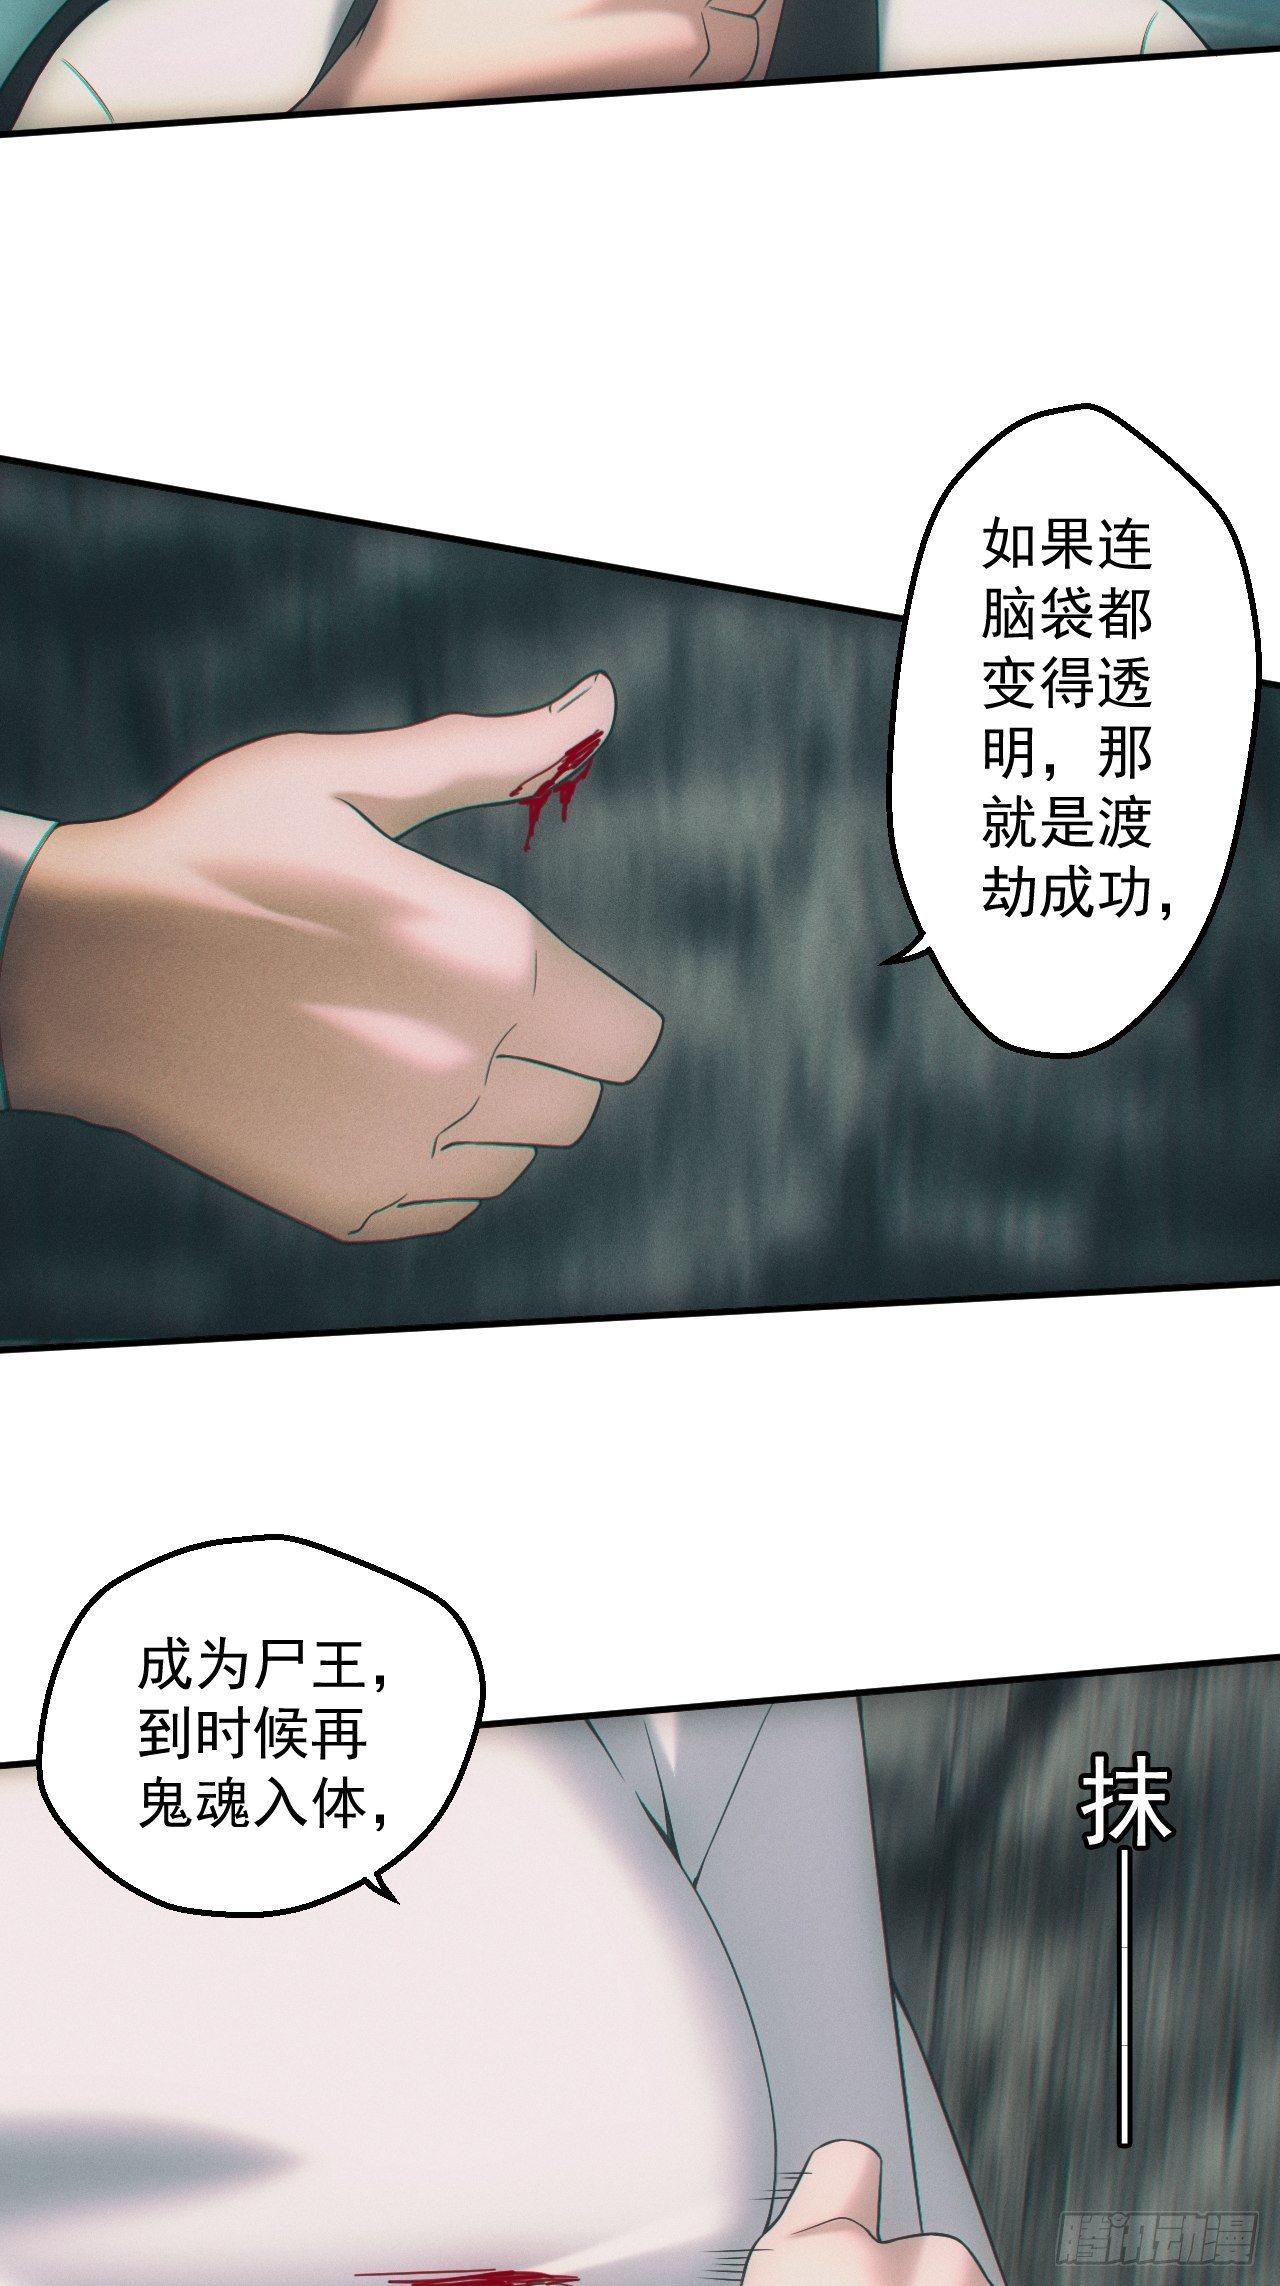 如果连
脑袋都
变得透
明，那
就是渡
劫成功，
成为尸王，
到时候再
鬼魂入体，
抹—
腾讯动漫